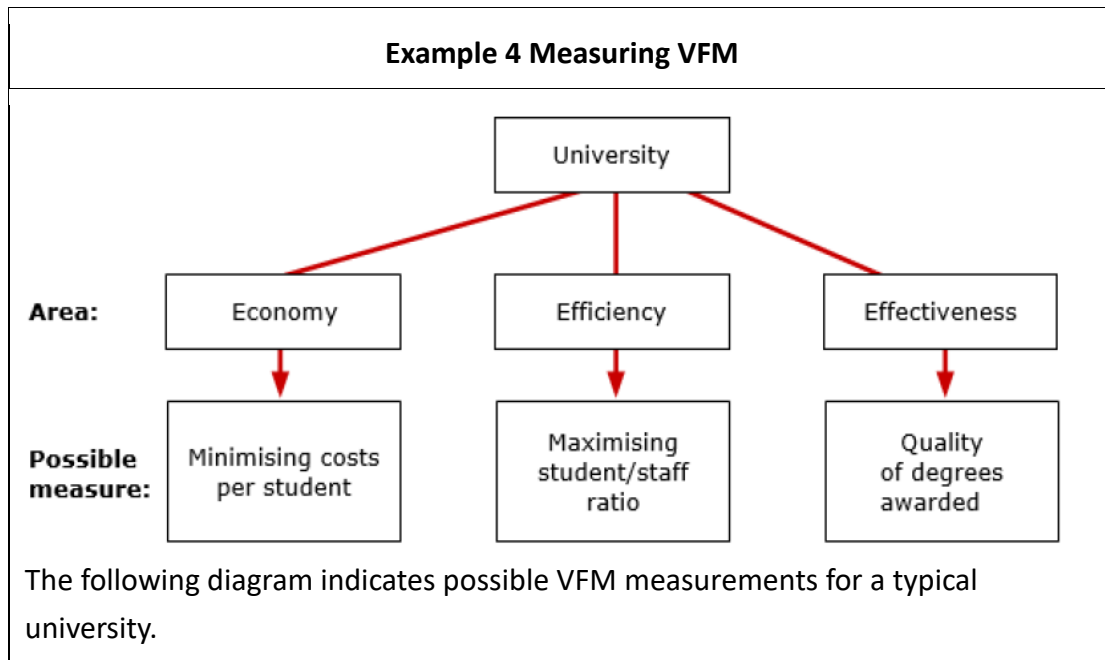 Example 4 Measuring VFM
University
Area:
Economy
Efficiency
Effectiveness
Possible
measure:
Minimising costs
per student
Maximising
student/staff
ratio
Quality
of degrees
awarded
The following diagram indicates possible VFM measurements for a typical
university.